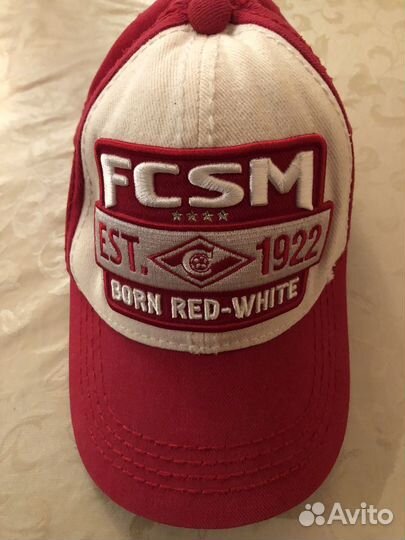 FCSM
EST. 1922
BORN RED-WHITE
Avito